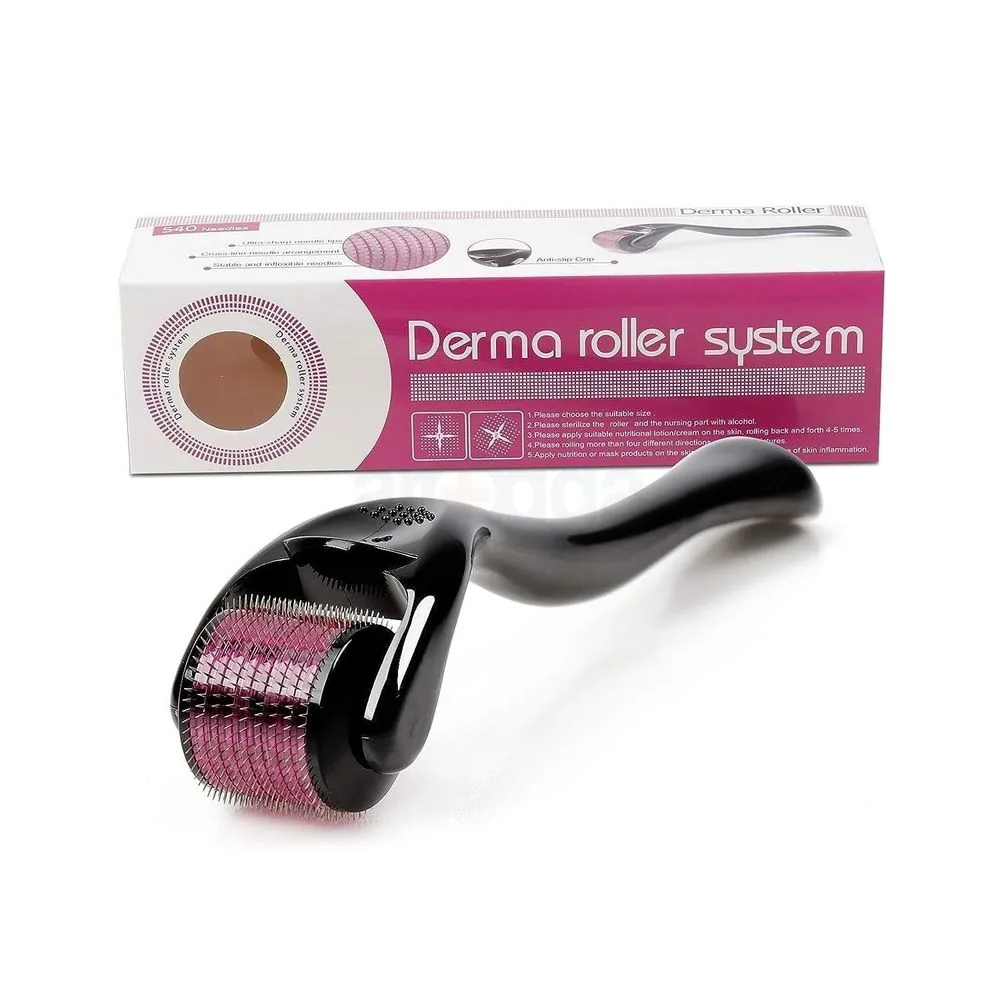 Derma Roller
540 Needles
Ultra-sharp needle tips
Cross-line needle arrangement
Stable and inflexible needles
Anti-slip Grip
Derma roller system
Derma roller system
Derma roller system
1.Please choose the suitable size .
2.Please sterilize the roller and the nursing part with alcohol.
3.Please apply suitable nutritional lotion/cream on the skin, rolling back and forth 4-5 times.
4.Please rolling more than four different directions
5.Apply nutrition or mask products on the of skin inflammation.